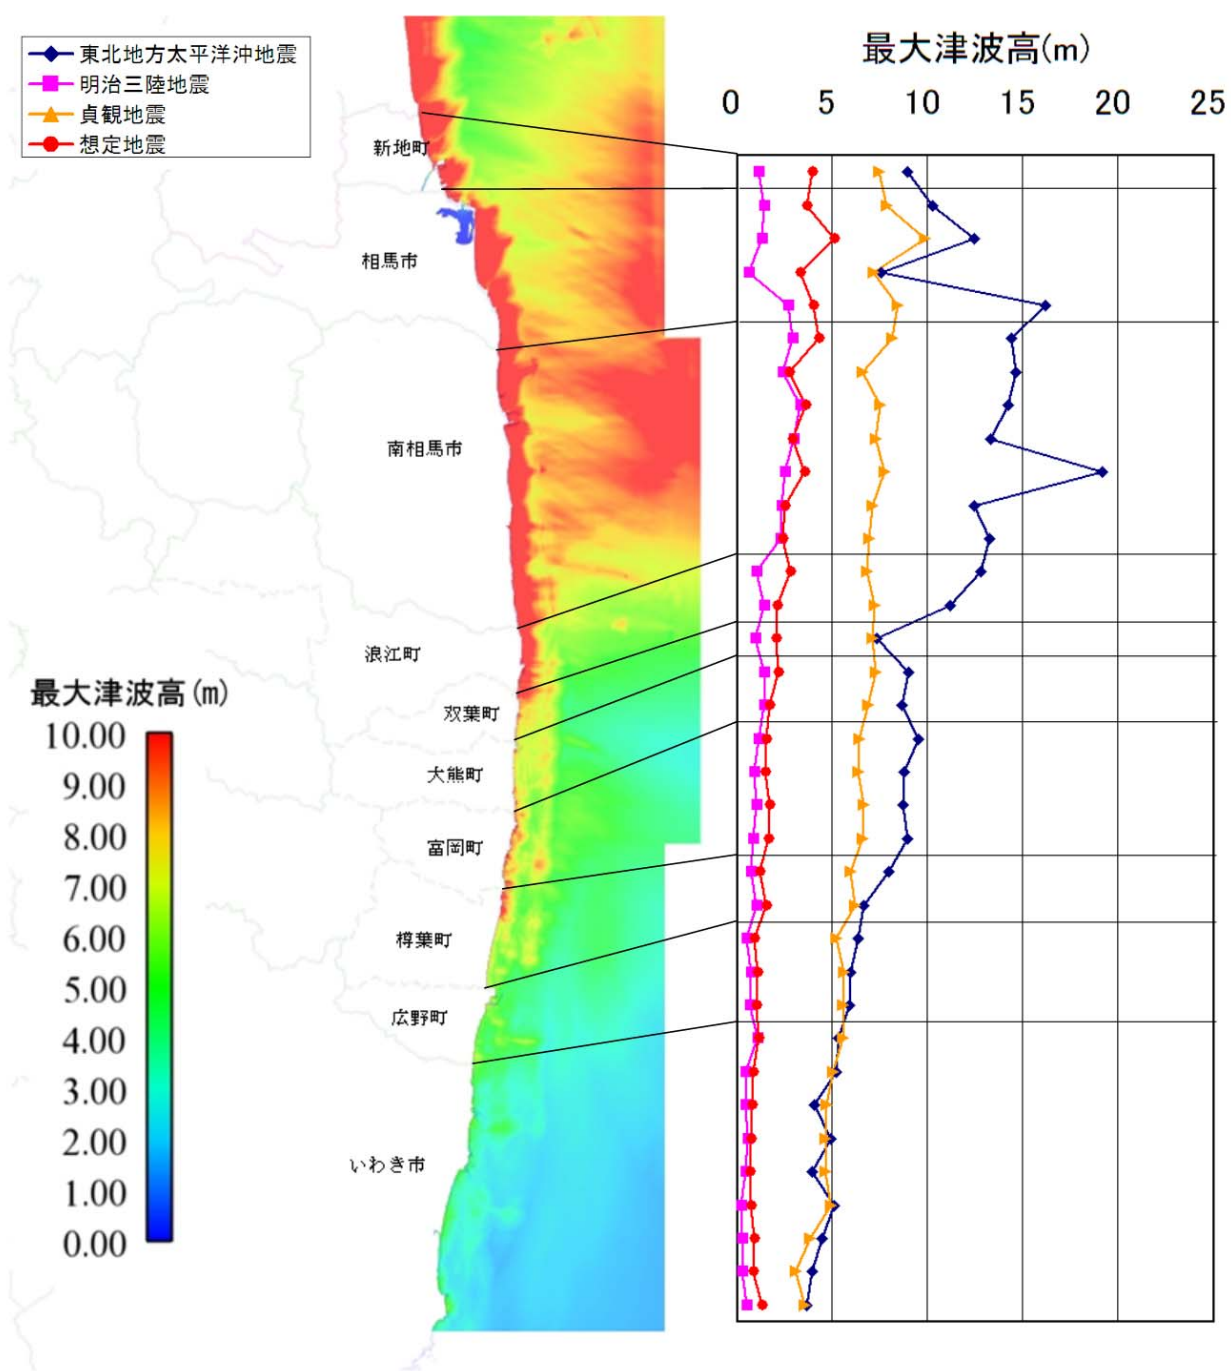 東北地方太平洋沖地震
明治三陸地震
貞観地震
想定地震
最大津波高(m)
0 5 10 15 20 25
新地町
相馬市
南相馬市
浪江町
双葉町
大熊町
富岡町
樽葉町
広野町
いわき市
最大津波高(m)
10.00
9.00
8.00
7.00
6.00
5.00
4.00
3.00
2.00
1.00
0.00